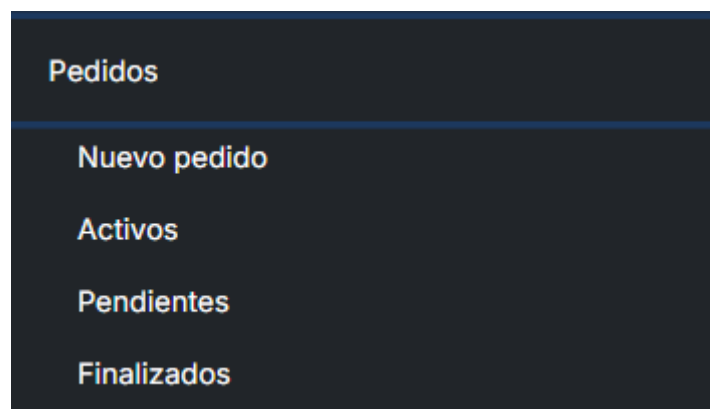 Pedidos
Nuevo pedido
Activos
Pendientes
Finalizados